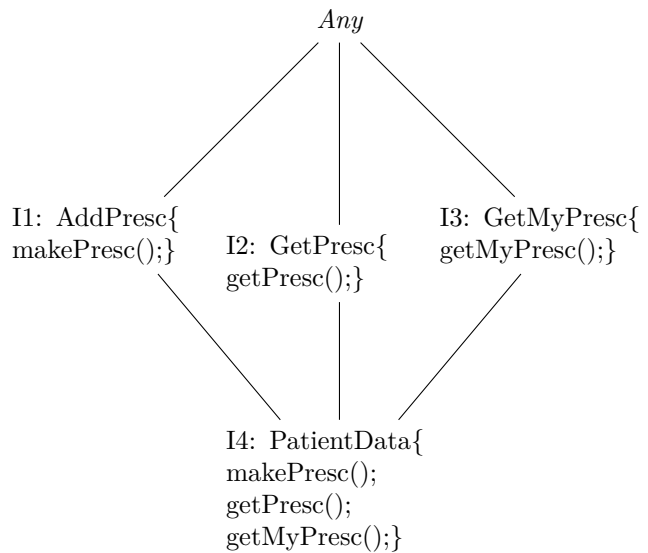 Any
I1: AddPresc{
makePresc();}
I2: GetPresc{
getPresc();}
I3: GetMyPresc{
getMyPresc();}
I4: PatientData{
makePresc();
getPresc();
getMyPresc();}